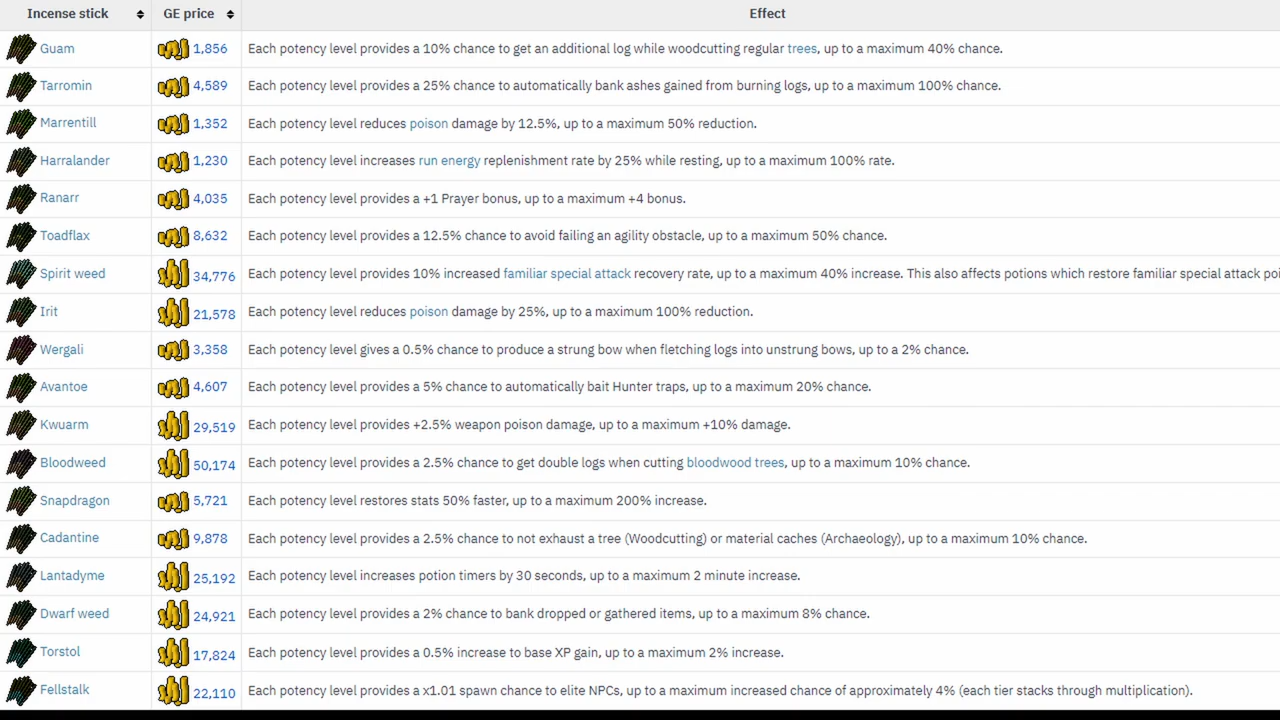 Incense stick GE price Effect
Guam 1,856 Each potency level provides a 10% chance to get an additional log while woodcutting regular trees, up to a maximum 40% chance.
Tarromin 4,589 Each potency level provides a 25% chance to automatically bank ashes gained from burning logs, up to a maximum 100% chance.
Marrentill 1,352 Each potency level reduces poison damage by 12.5%, up to a maximum 50% reduction.
Harralander 1,230 Each potency level increases run energy replenishment rate by 25% while resting, up to a maximum 100% rate.
Ranarr 4,035 Each potency level provides a +1 Prayer bonus, up to a maximum +4 bonus.
Toadflax 8,632 Each potency level provides a 12.5% chance to avoid failing an agility obstacle, up to a maximum 50% chance.
Spirit weed 34,776 Each potency level provides 10% increased familiar special attack recovery rate, up to a maximum 40% increase. This also affects potions which restore familiar special attack poi
Irit 21,578 Each potency level reduces poison damage by 25%, up to a maximum 100% reduction.
Wergali 3,358 Each potency level gives a 0.5% chance to produce a strung bow when fletching logs into unstrung bows, up to a 2% chance.
Avantoe 4,607 Each potency level provides a 5% chance to automatically bait Hunter traps, up to a maximum 20% chance.
Kwuarm 29,519 Each potency level provides +2.5% weapon poison damage, up to a maximum +10% damage.
Bloodweed 50,174 Each potency level provides a 2.5% chance to get double logs when cutting bloodwood trees, up to a maximum 10% chance.
Snapdragon 5,721 Each potency level restores stats 50% faster, up to a maximum 200% increase.
Cadantine 9,878 Each potency level provides a 2.5% chance to not exhaust a tree (Woodcutting) or material caches (Archaeology), up to a maximum 10% chance.
Lantadyme 25,192 Each potency level increases potion timers by 30 seconds, up to a maximum 2 minute increase.
Dwarf weed 24,921 Each potency level provides a 2% chance to bank dropped or gathered items, up to a maximum 8% chance.
Torstol 17,824 Each potency level provides a 0.5% increase to base XP gain, up to a maximum 2% increase.
Fellstalk 22,110 Each potency level provides a x1.01 spawn chance to elite NPCs, up to a maximum increased chance of approximately 4% (each tier stacks through multiplication).